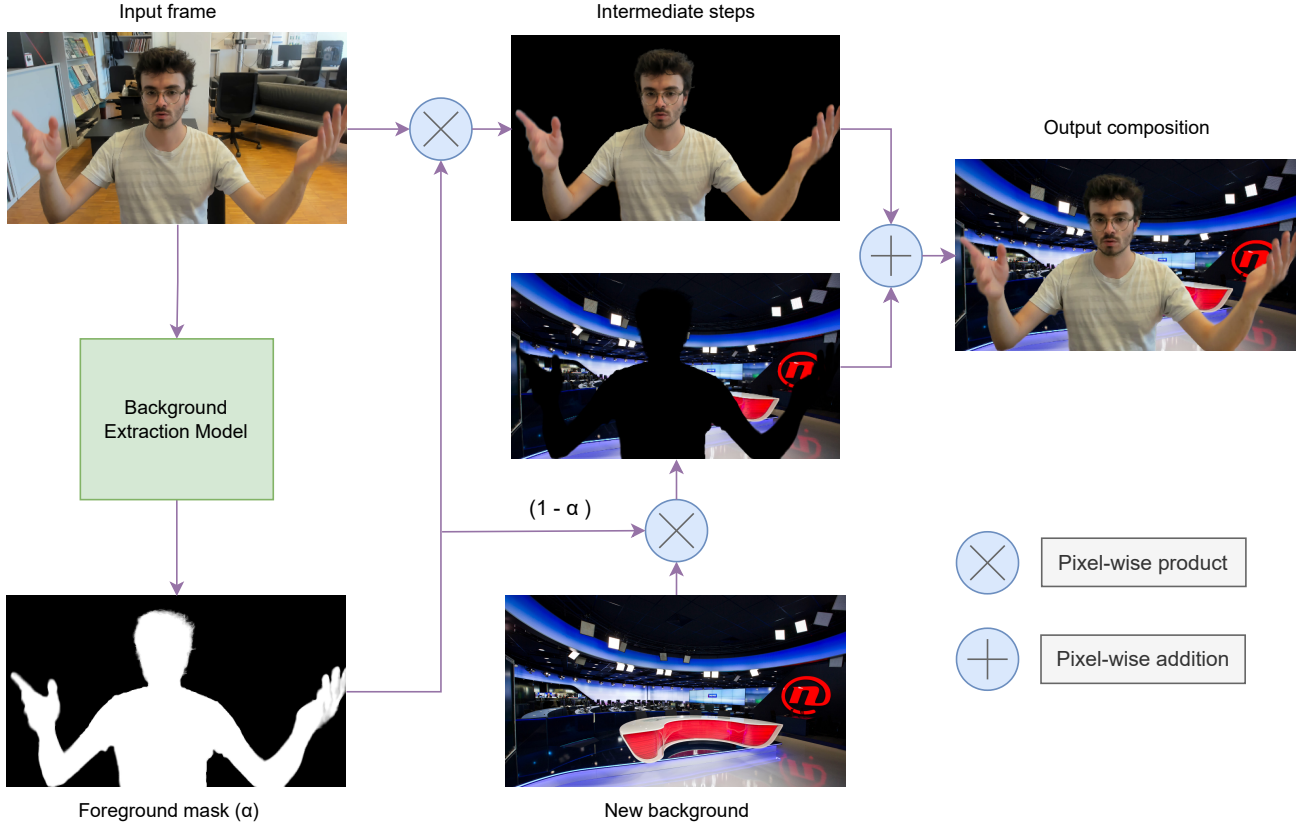 Input frame
Intermediate steps
Output composition
Background
Extraction Model
(1 - α )
Pixel-wise product
Pixel-wise addition
Foreground mask (α)
New background